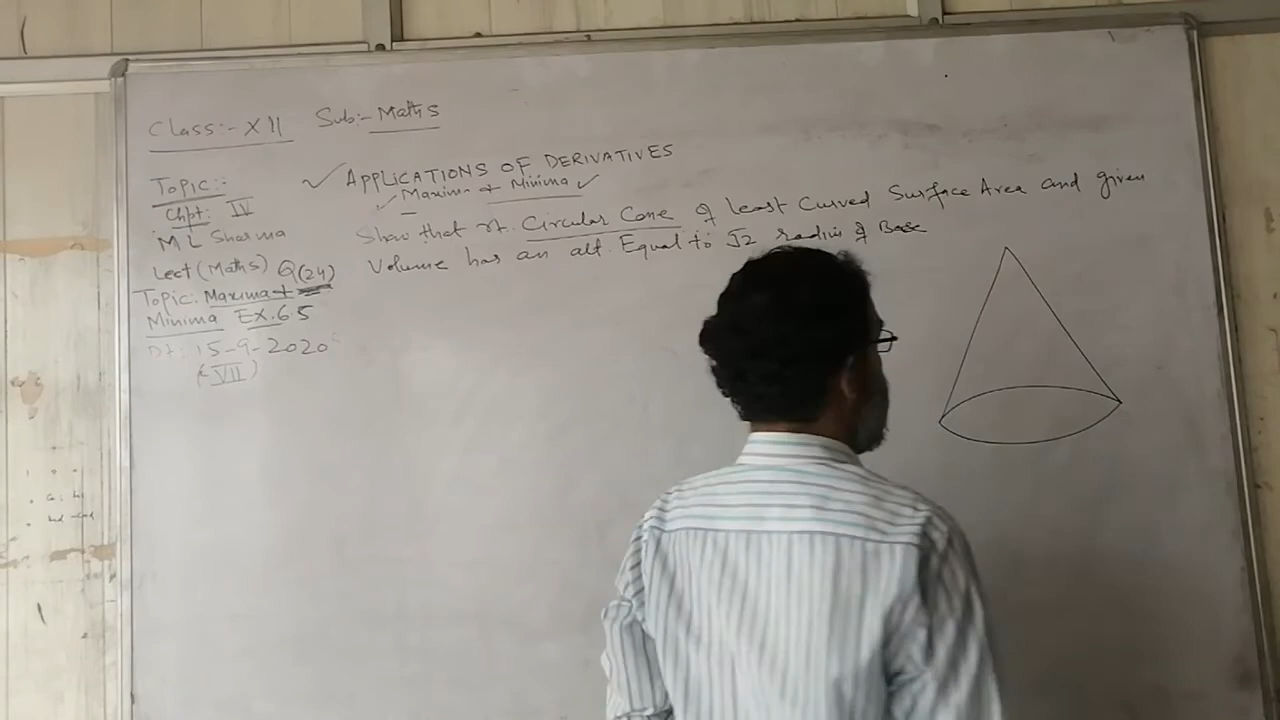 Class:- XII Sub:- Maths
Topic:- ✓ APPLICATIONS OF DERIVATIVES
✓ Maxima + Minima ✓
Chpt: IV
Show that rt. Circular Cone of least Curved Surface Area and given
M L Sharma
Lect (Maths) Q(24) Volume has an alt. Equal to √2 radius of Base
Topic: Maxima +
Minima EX. 6.5
Dt: 15-9-2020
(VII)